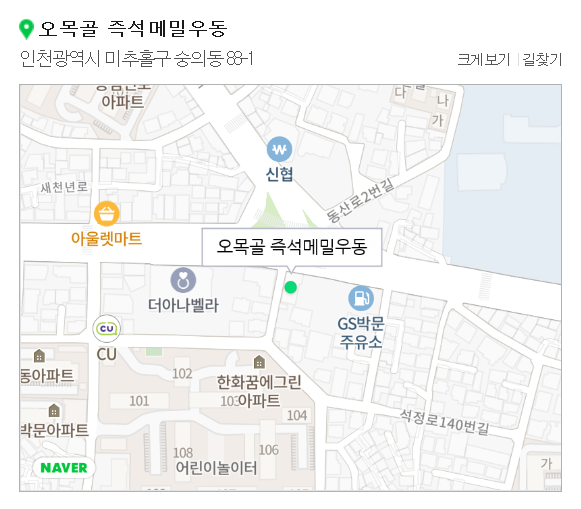 오목골 즉석메밀우동
인천광역시 미추홀구 숭의동 88-1
크게보기 길찾기
아파트
다
나
가
신협
새천년로
동산로2번길
아울렛마트
오목골 즉석메밀우동
더아나벨라
GS박문
주유소
CU
CU
동아파트
102
한화꿈에그린
아파트
101
103
104
석정로140번길
박문아파트
106
108
어린이놀이터
가
NAVER